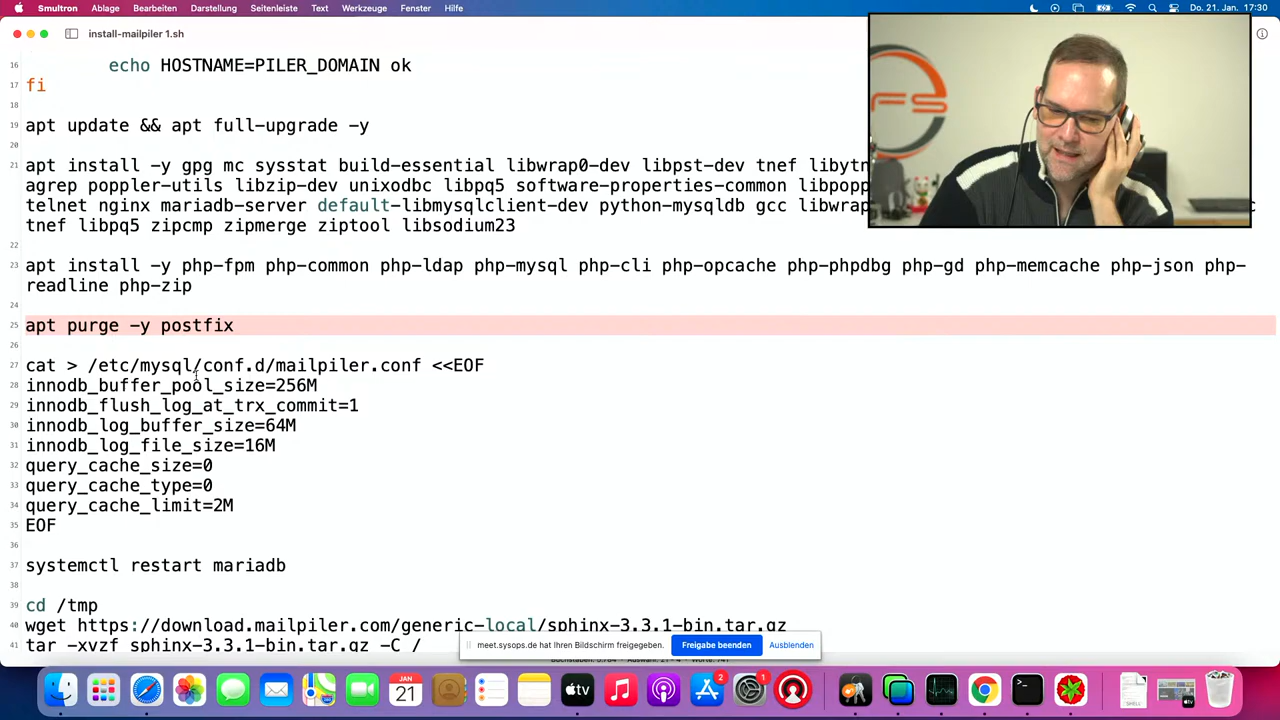 Smultron Ablage Bearbeiten Darstellung Seitenleiste Text Werkzeuge Fenster Hilfe Do. 21. Jan. 17:30
install-mailpiler 1.sh
FS
16 echo HOSTNAME=PILER_DOMAIN ok
17 fi
18
19 apt update && apt full-upgrade -y
20
21 apt install -y gpg mc sysstat build-essential libwrap0-dev libpst-dev tnef libytn
agrep poppler-utils libzip-dev unixodbc libpq5 software-properties-common libpopp
telnet nginx mariadb-server default-libmysqlclient-dev python-mysqldb gcc libwrap c
tnef libpq5 zipcmp zipmerge ziptool libsodium23
22
23 apt install -y php-fpm php-common php-ldap php-mysql php-cli php-opcache php-phpdbg php-gd php-memcache php-json php-
readline php-zip
24
25 apt purge -y postfix
26
27 cat > /etc/mysql/conf.d/mailpiler.conf <<EOF
28 innodb_buffer_pool_size=256M
29 innodb_flush_log_at_trx_commit=1
30 innodb_log_buffer_size=64M
31 innodb_log_file_size=16M
32 query_cache_size=0
33 query_cache_type=0
34 query_cache_limit=2M
35 EOF
36
37 systemctl restart mariadb
38
39 cd /tmp
40 wget https://download.mailpiler.com/generic-local/sphinx-3.3.1-bin.tar.gz
41 tar -xvzf sphinx-3.3.1-bin.tar.gz -C /
meet.sysops.de hat Ihren Bildschirm freigegeben. Freigabe beenden Ausblenden
JAN
21
tv
2
1
SHELL